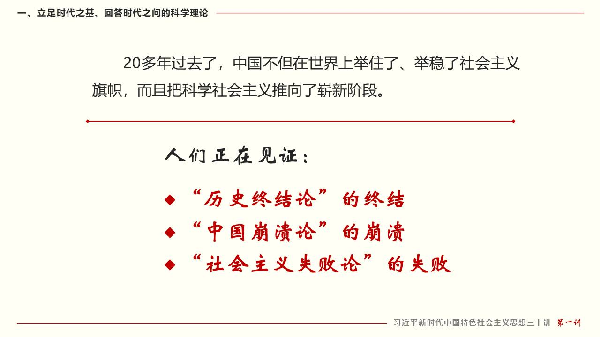 一、立足时代之基、回答时代之问的科学理论
20多年过去了，中国不但在世界上举住了、举稳了社会主义
旗帜，而且把科学社会主义推向了崭新阶段。
人们正在见证：
◆ “历史终结论”的终结
◆ “中国崩溃论”的崩溃
◆ “社会主义失败论”的失败
习近平新时代中国特色社会主义思想三十讲 第一讲